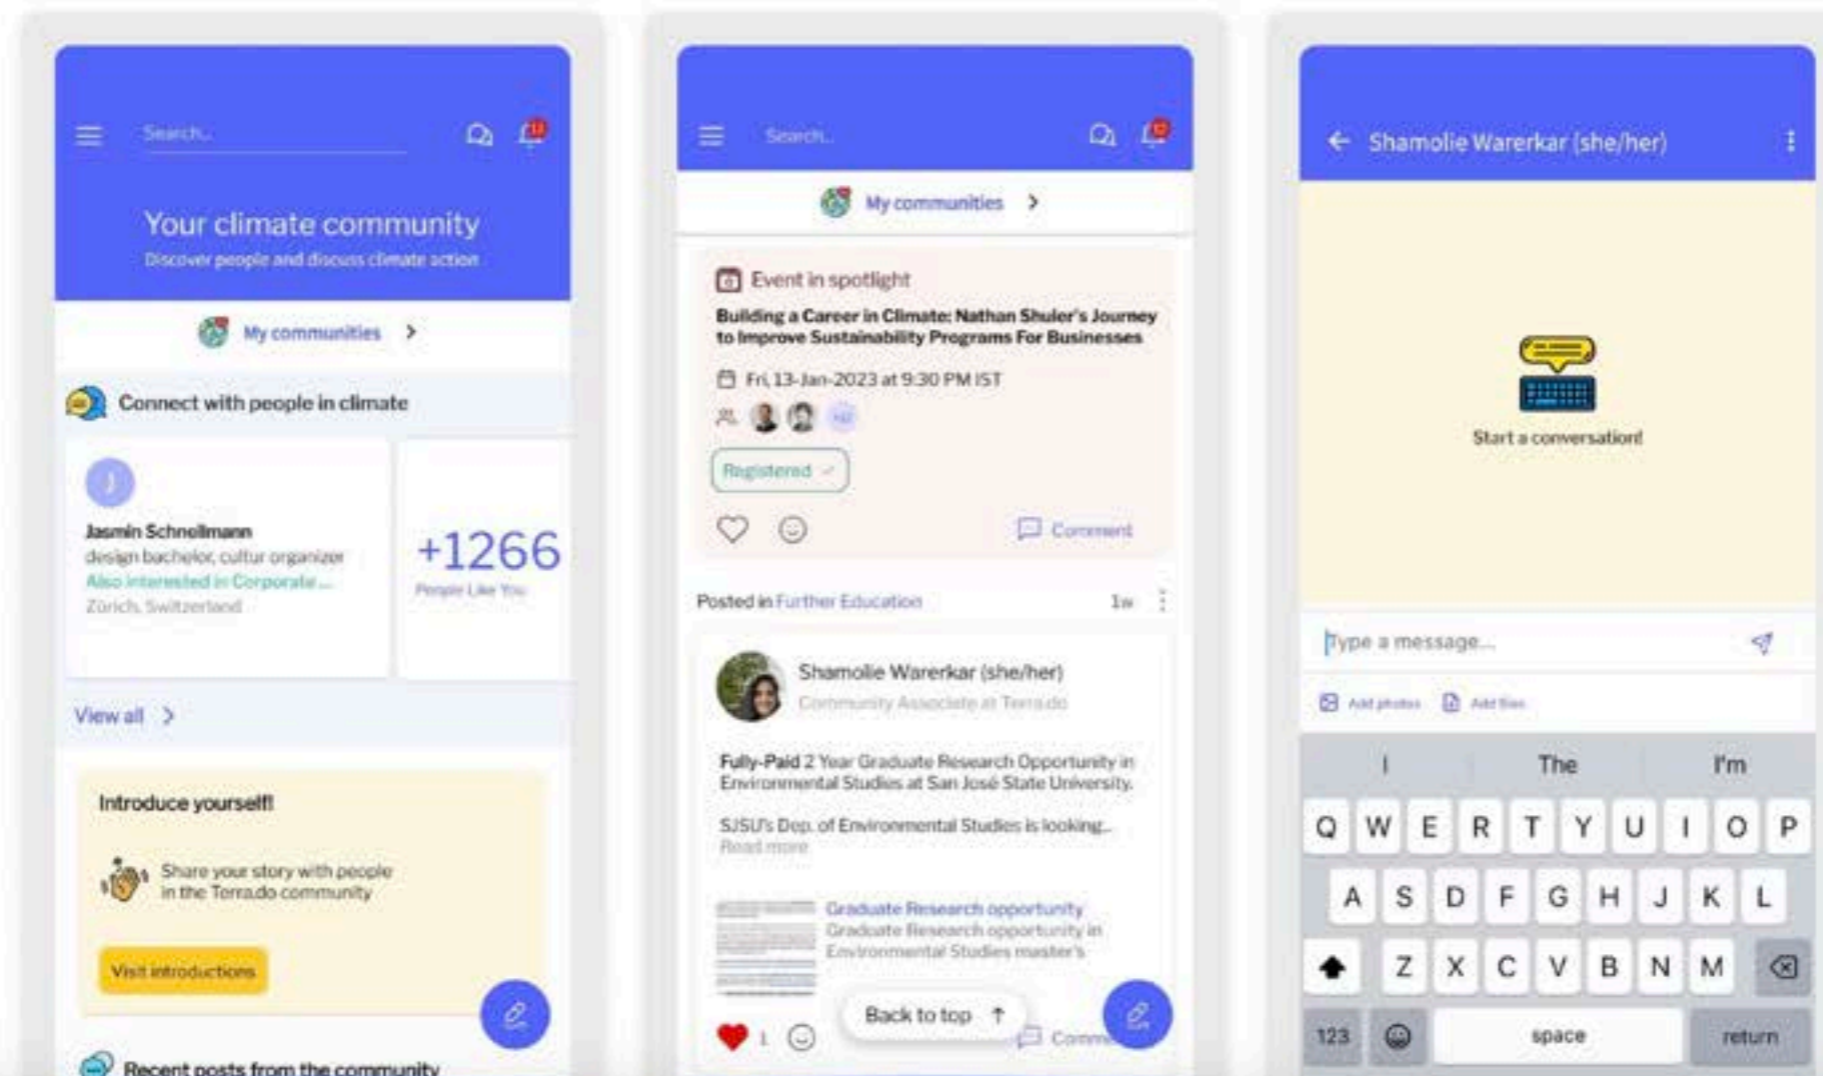 Search...
Your climate community
Discover people and discuss climate action
My communities
Connect with people in climate
J
Jasmin Schnellmann
design bachelor, cultur organizer
Also interested in Corporate ...
Zürich, Switzerland
+1266
People Like You
View all
Introduce yourself!
Share your story with people
in the Terra.do community
Visit introductions
Recent posts from the community
Search...
My communities
Event in spotlight
Building a Career in Climate: Nathan Shuler's Journey
to Improve Sustainability Programs For Businesses
Fri, 13-Jan-2023 at 9:30 PM IST
Registered
Comment
Posted in Further Education
1w
Shamolie Warerkar (she/her)
Community Associate at Terra.do
Fully-Paid 2 Year Graduate Research Opportunity in
Environmental Studies at San José State University.
SJSU's Dep. of Environmental Studies is looking...
Read more
Graduate Research opportunity
Graduate Research opportunity in
Environmental Studies master's
Back to top
1
Shamolie Warerkar (she/her)
Start a conversation!
Type a message...
Add photos Add files
I The I'm
Q W E R T Y U I O P
A S D F G H J K L
Z X C V B N M
123 space return